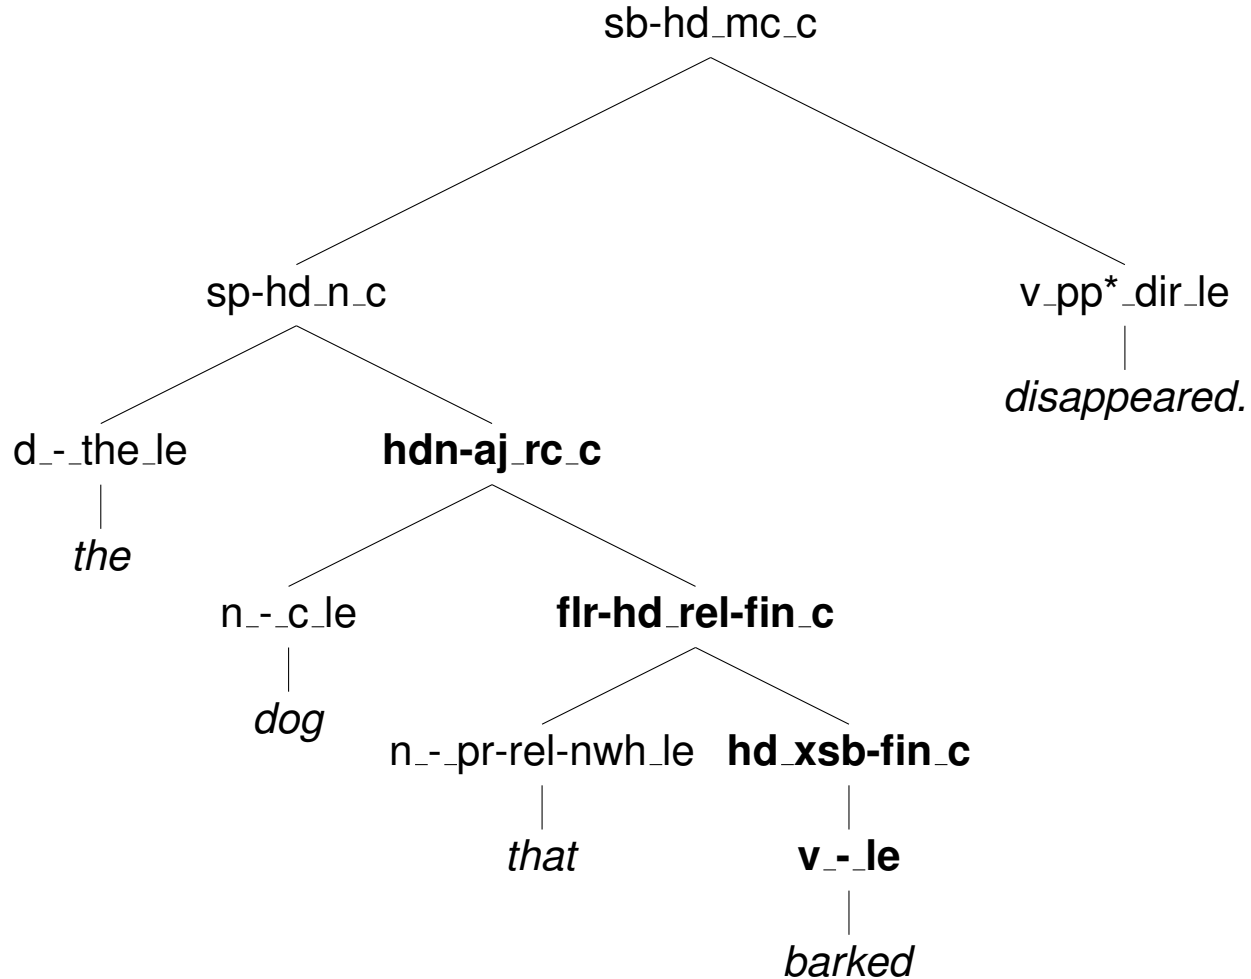 sb-hd_mc_c
sp-hd_n_c v_pp*_dir_le
disappeared.
d_-_the_le hdn-aj_rc_c
the
n_-_c_le flr-hd_rel-fin_c
dog
n_-_pr-rel-nwh_le hd_xsb-fin_c
that v_-_le
barked